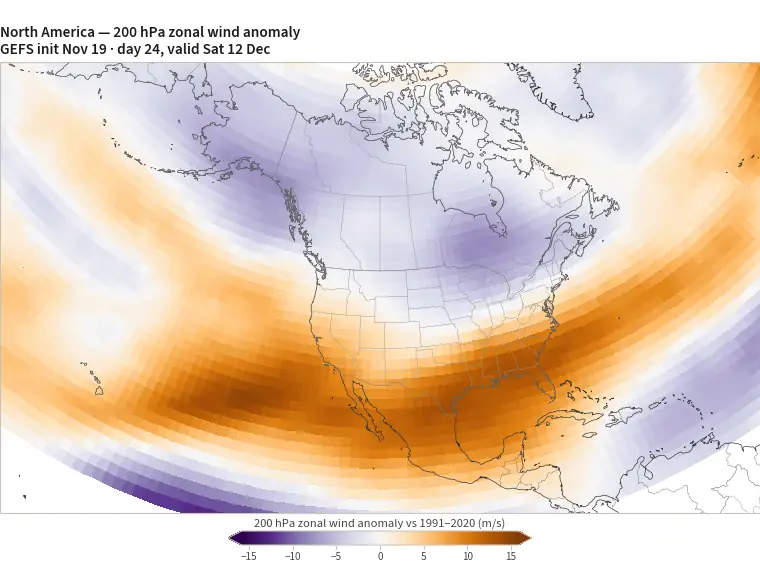 North America — 200 hPa zonal wind anomaly
GEFS init Nov 19 · day 24, valid Sat 12 Dec
200 hPa zonal wind anomaly vs 1991–2020 (m/s)
−15 −10 −5 0 5 10 15